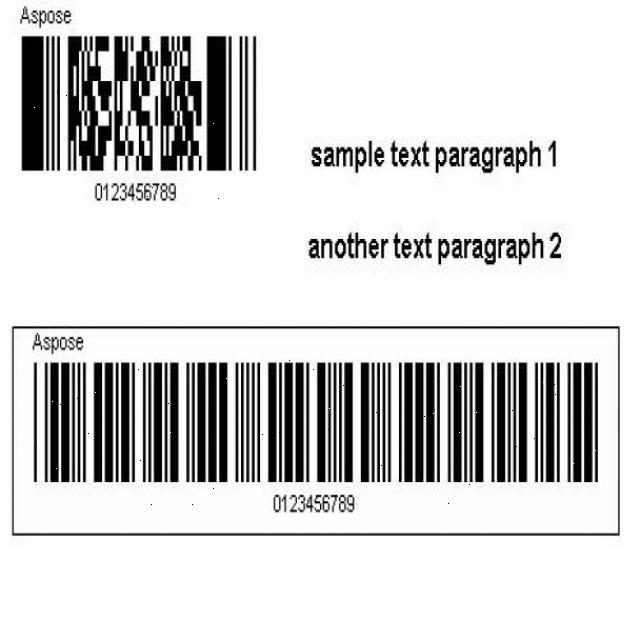 Aspose
0123456789
sample text paragraph 1
another text paragraph 2
Aspose
0123456789